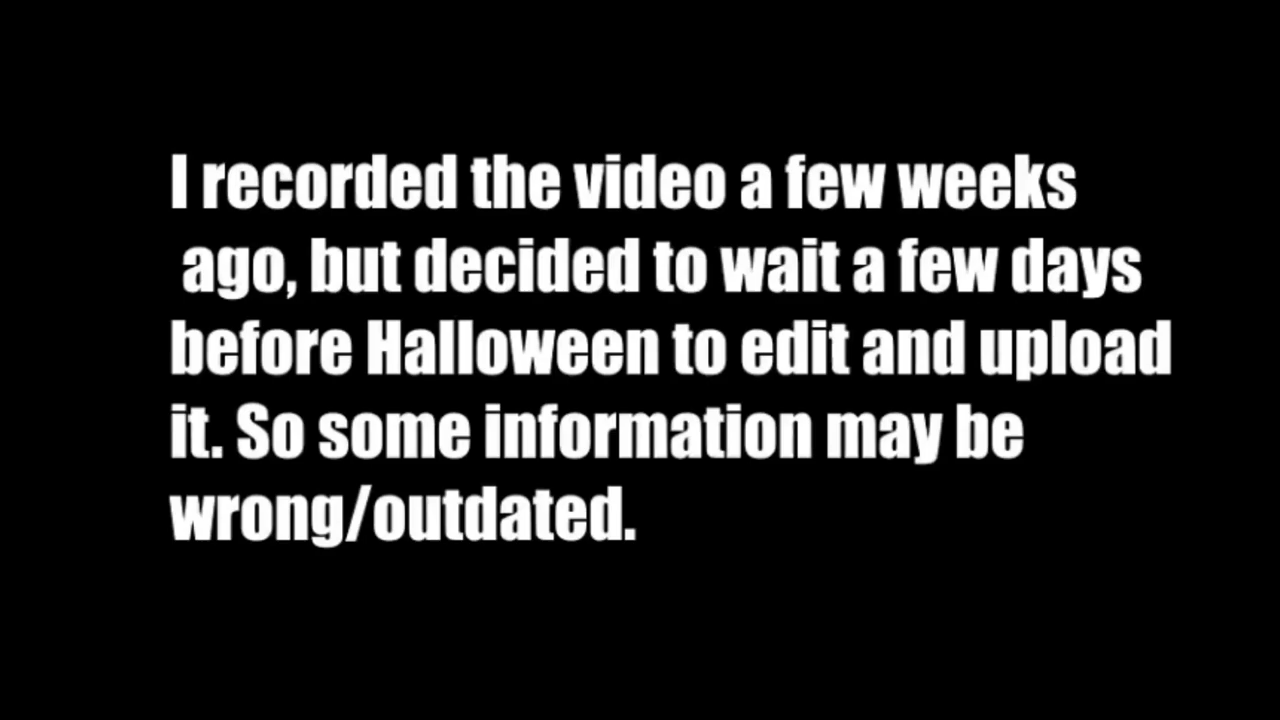 I recorded the video a few weeks
ago, but decided to wait a few days
before Halloween to edit and upload
it. So some information may be
wrong/outdated.